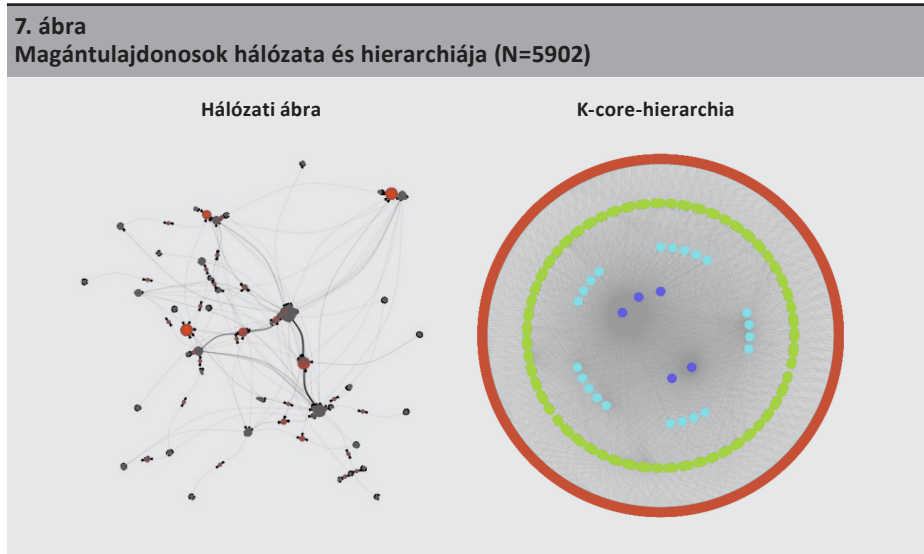 7. ábra
Magántulajdonosok hálózata és hierarchiája (N=5902)
Hálózati ábra
K-core-hierarchia